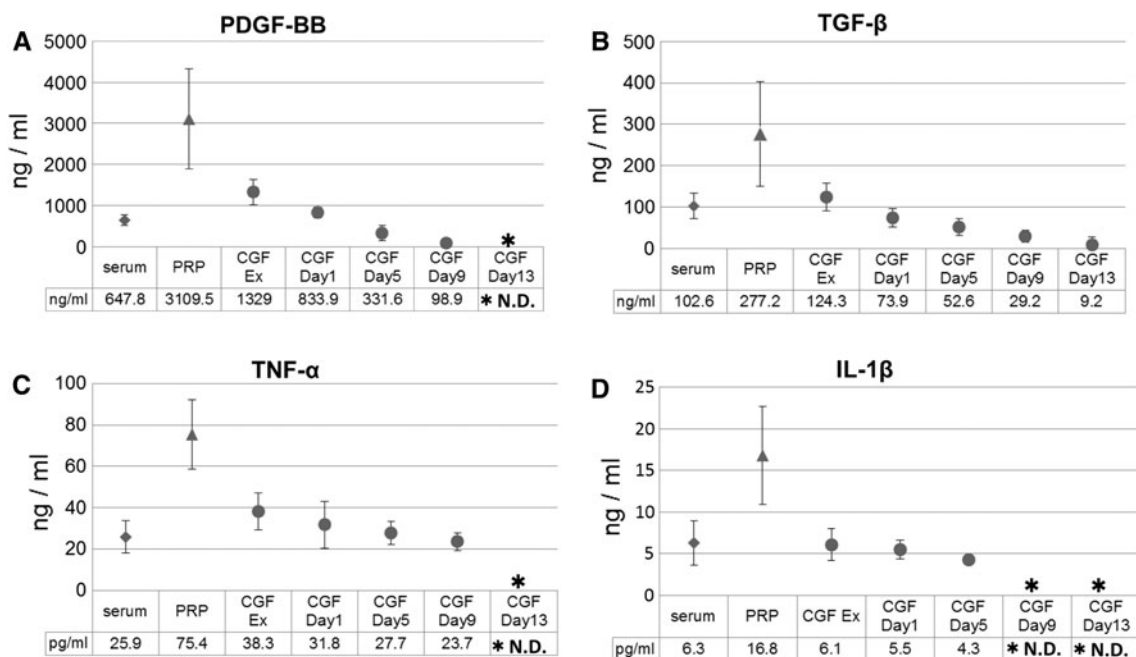 A PDGF-BB
5000
4000
3000
2000
1000
0
ng / ml
serum PRP CGF Ex CGF Day1 CGF Day5 CGF Day9 CGF Day13
*
ng/ml 647.8 3109.5 1329 833.9 331.6 98.9 * N.D.
B TGF-β
500
400
300
200
100
0
ng / ml
serum PRP CGF Ex CGF Day1 CGF Day5 CGF Day9 CGF Day13
ng/ml 102.6 277.2 124.3 73.9 52.6 29.2 9.2
C TNF-α
100
80
60
40
20
0
ng / ml
*
serum PRP CGF Ex CGF Day1 CGF Day5 CGF Day9 CGF Day13
pg/ml 25.9 75.4 38.3 31.8 27.7 23.7 * N.D.
D IL-1β
25
20
15
10
5
0
ng / ml
* *
serum PRP CGF Ex CGF Day1 CGF Day5 CGF Day9 CGF Day13
pg/ml 6.3 16.8 6.1 5.5 4.3 * N.D. * N.D.